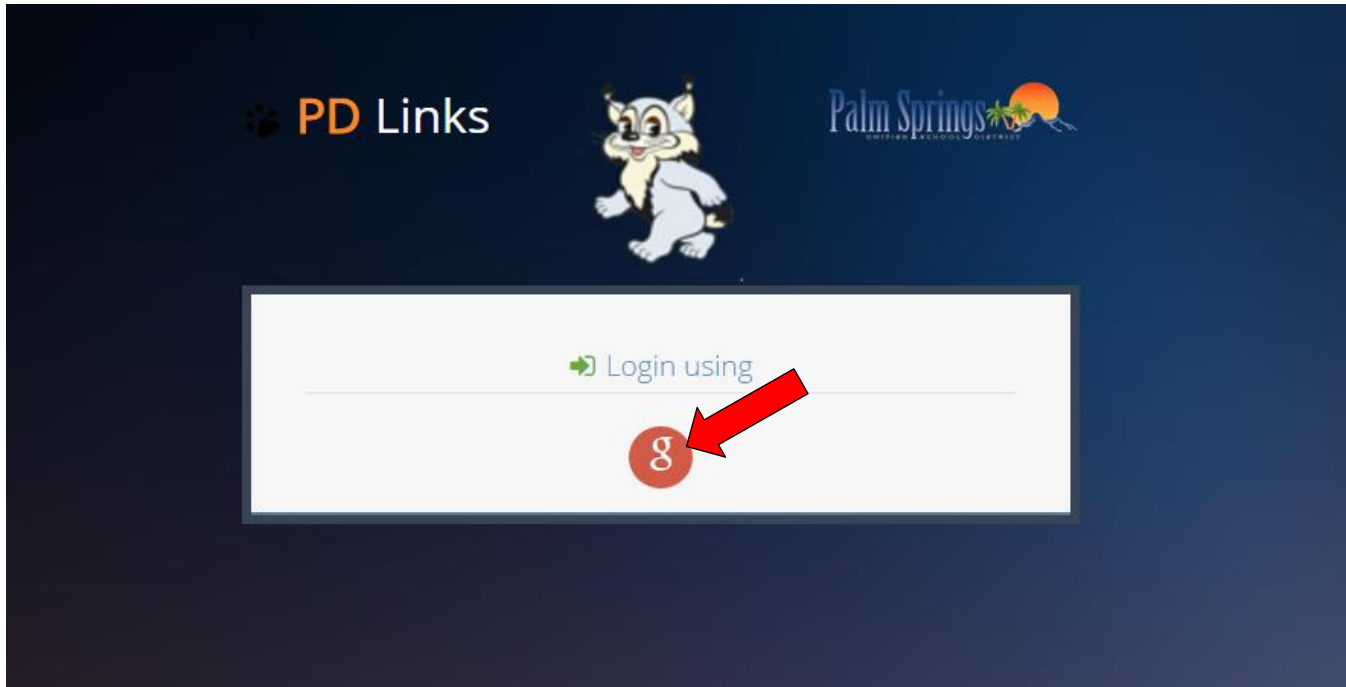 PD Links
Palm Springs
UNIFIED SCHOOL DISTRICT
Login using
g